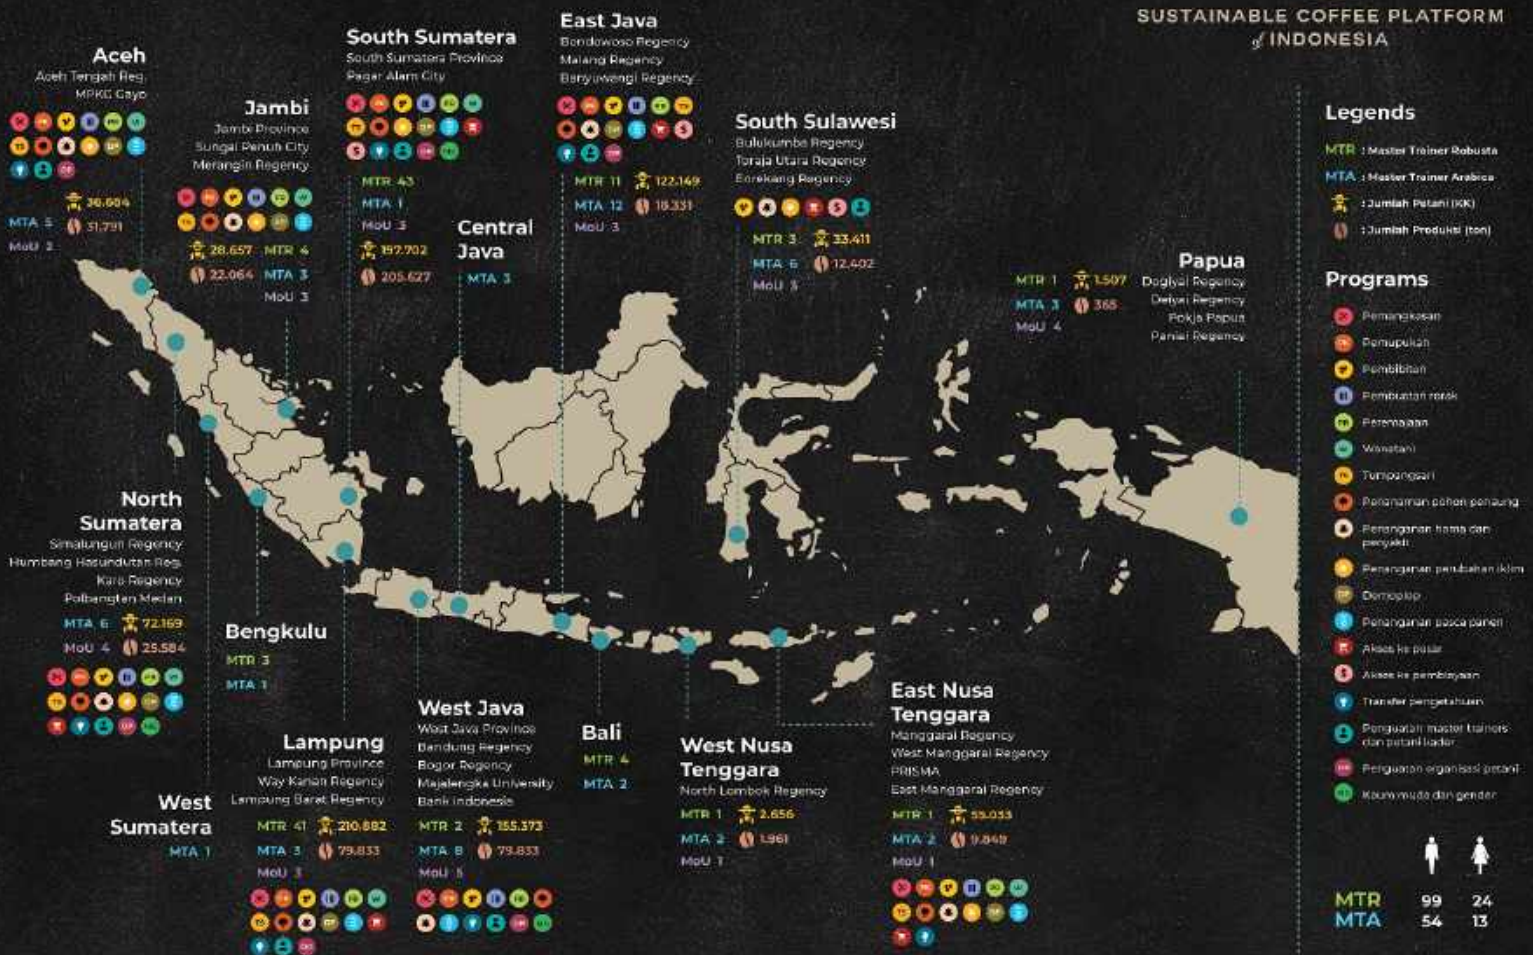 SUSTAINABLE COFFEE PLATFORM
of INDONESIA
Aceh
Aceh Tengah Reg.
MPKG Gayo
36.684
MTA 5
31.791
MoU 2
Jambi
Jambi Province
Sungai Penuh City
Merangin Regency
28.657 MTR 4
22.064 MTA 3
MoU 3
South Sumatera
South Sumatera Province
Pagar Alam City
MTR 43
MTA 1
MoU 3
197.702
205.627
Central
Java
MTA 3
East Java
Bondowoso Regency
Malang Regency
Banyuwangi Regency
MTR 11 122.149
MTA 12 18.331
MoU 3
South Sulawesi
Bulukumba Regency
Toraja Utara Regency
Enrekang Regency
MTR 3 33.411
MTA 6 12.402
MoU 3
Papua
Dogiyai Regency
Deiyai Regency
Pokja Papua
Paniai Regency
MTR 1 1.507
MTA 3 365
MoU 4
North
Sumatera
Simalungun Regency
Humbang Hasundutan Reg.
Karo Regency
Polbangtan Medan
MTA 6 72.169
MoU 4 25.584
Bengkulu
MTR 3
MTA 1
West
Sumatera
MTA 1
Lampung
Lampung Province
Way Kanan Regency
Lampung Barat Regency
MTR 41 210.882
MTA 3 79.833
MoU 3
West Java
West Java Province
Bandung Regency
Bogor Regency
Majalengka University
Bank Indonesia
MTR 2 155.373
MTA 8 79.833
MoU 5
Bali
MTR 4
MTA 2
West Nusa
Tenggara
North Lombok Regency
MTR 1 2.656
MTA 2 1.961
MoU 1
East Nusa
Tenggara
Manggarai Regency
West Manggarai Regency
PRISMA
East Manggarai Regency
MTR 1 55.033
MTA 2 9.849
MoU 1
Legends
MTR : Master Trainer Robusta
MTA : Master Trainer Arabica
: Jumlah Petani (KK)
: Jumlah Produksi (ton)
Programs
Pemangkasan
Pemupukan
Pembibitan
Pembuatan rorak
Peremajaan
Wanatani
Tumpangsari
Penanaman pohon penaung
Penanganan hama dan
penyakit
Penanganan perubahan iklim
Demoplop
Penanganan pasca panen
Akses ke pasar
Akses ke pembiayaan
Transfer pengetahuan
Penguatan master trainers
dan petani leader
Penguatan organisasi petani
Kaum muda dan gender
MTR 99 24
MTA 54 13